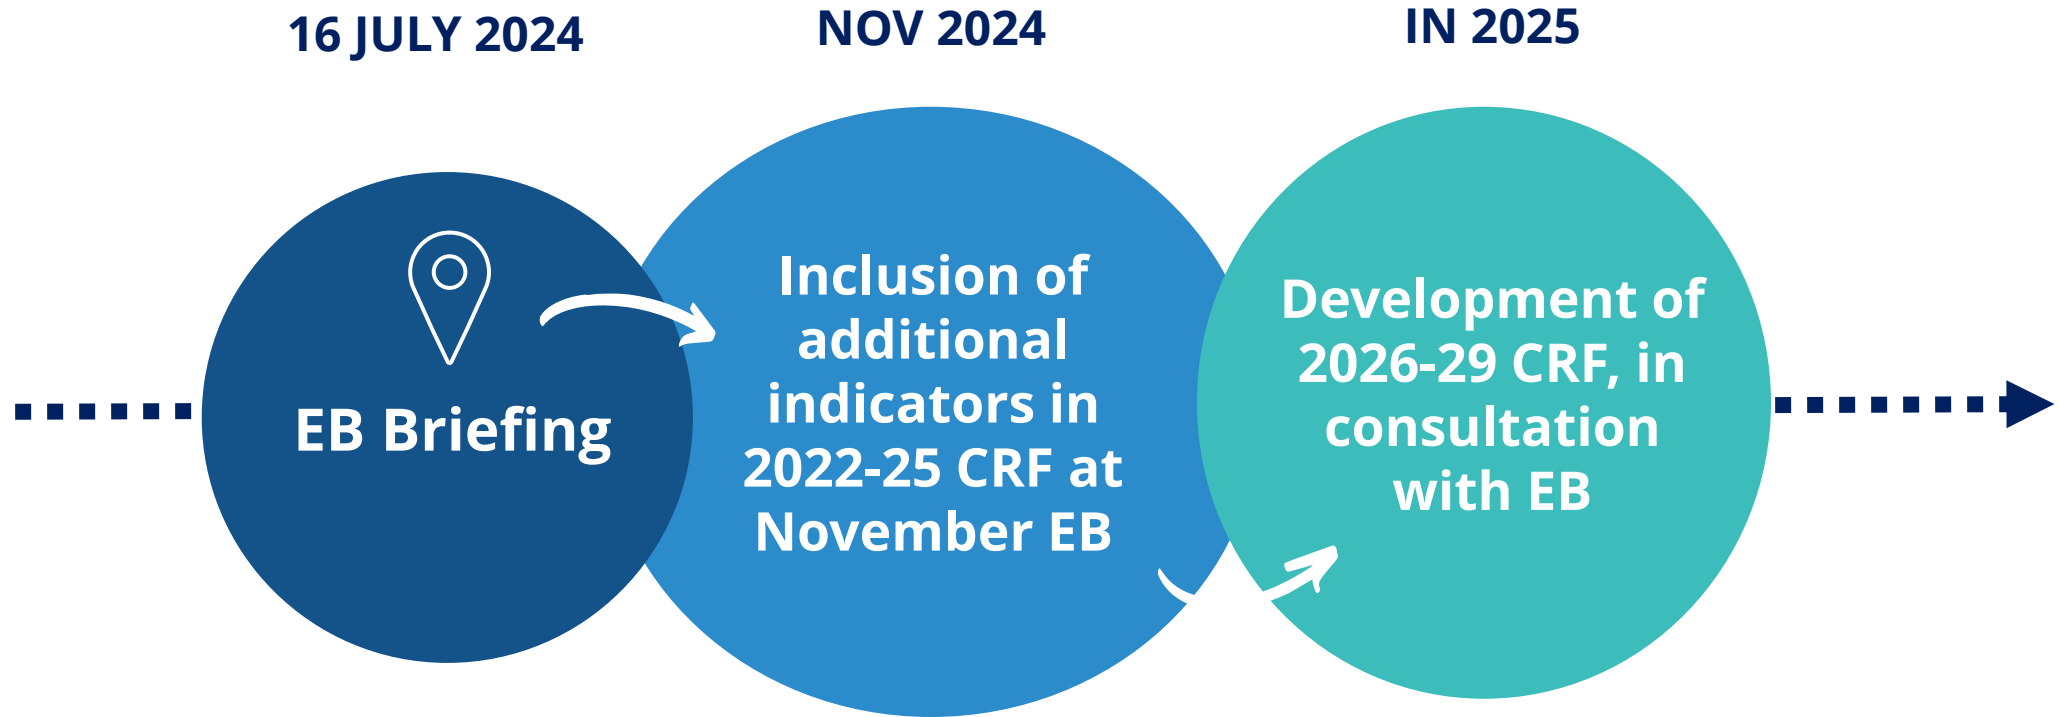 16 JULY 2024
NOV 2024
IN 2025
EB Briefing
Inclusion of
additional
indicators in
2022-25 CRF at
November EB
Development of
2026-29 CRF, in
consultation
with EB